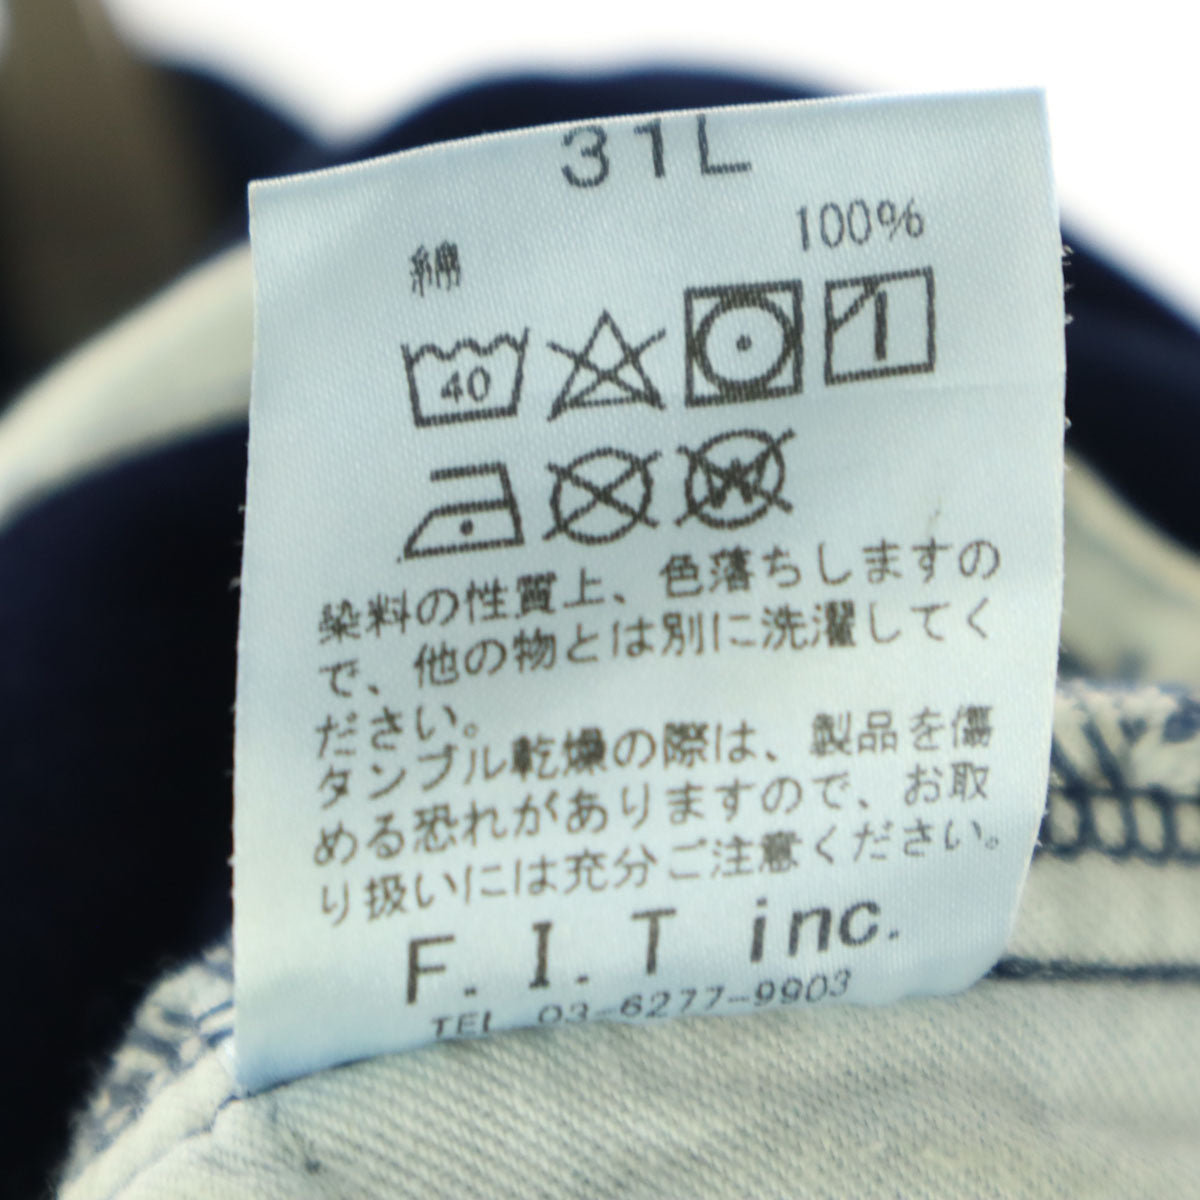 31L
綿 100%
40
W
染料の性質上、色落ちしますの
で、他の物とは別に洗濯してく
ださい。
タンブル乾燥の際は、製品を傷
める恐れがありますので、お取
り扱いには充分ご注意ください。
F.I.T inc.
TEL 03-6277-9903